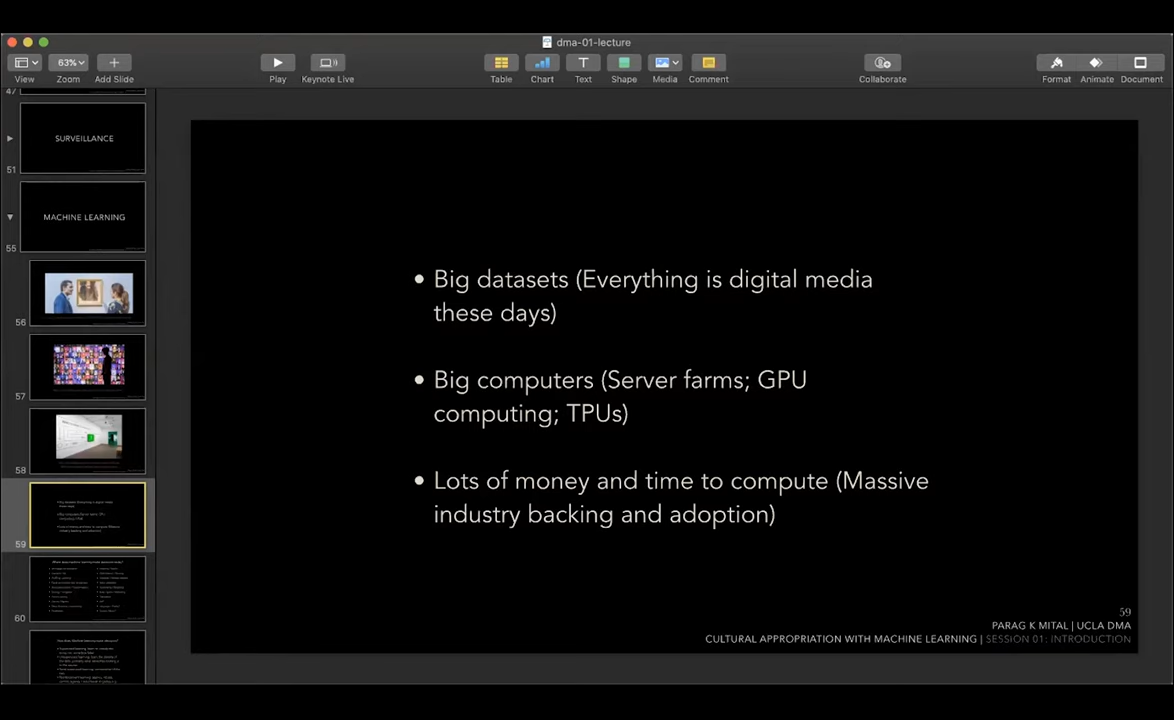 dma-01-lecture
63%
View
Zoom
Add Slide
Play
Keynote Live
Table
Chart
Text
Shape
Media
Comment
Collaborate
Format
Animate
Document
47
SURVEILLANCE
51
MACHINE LEARNING
55
56
57
58
59
60
• Big datasets (Everything is digital media
these days)
• Big computers (Server farms; GPU
computing; TPUs)
• Lots of money and time to compute (Massive
industry backing and adoption)
59
PARAG K MITAL | UCLA DMA
CULTURAL APPROPRIATION WITH MACHINE LEARNING | SESSION 01: INTRODUCTION